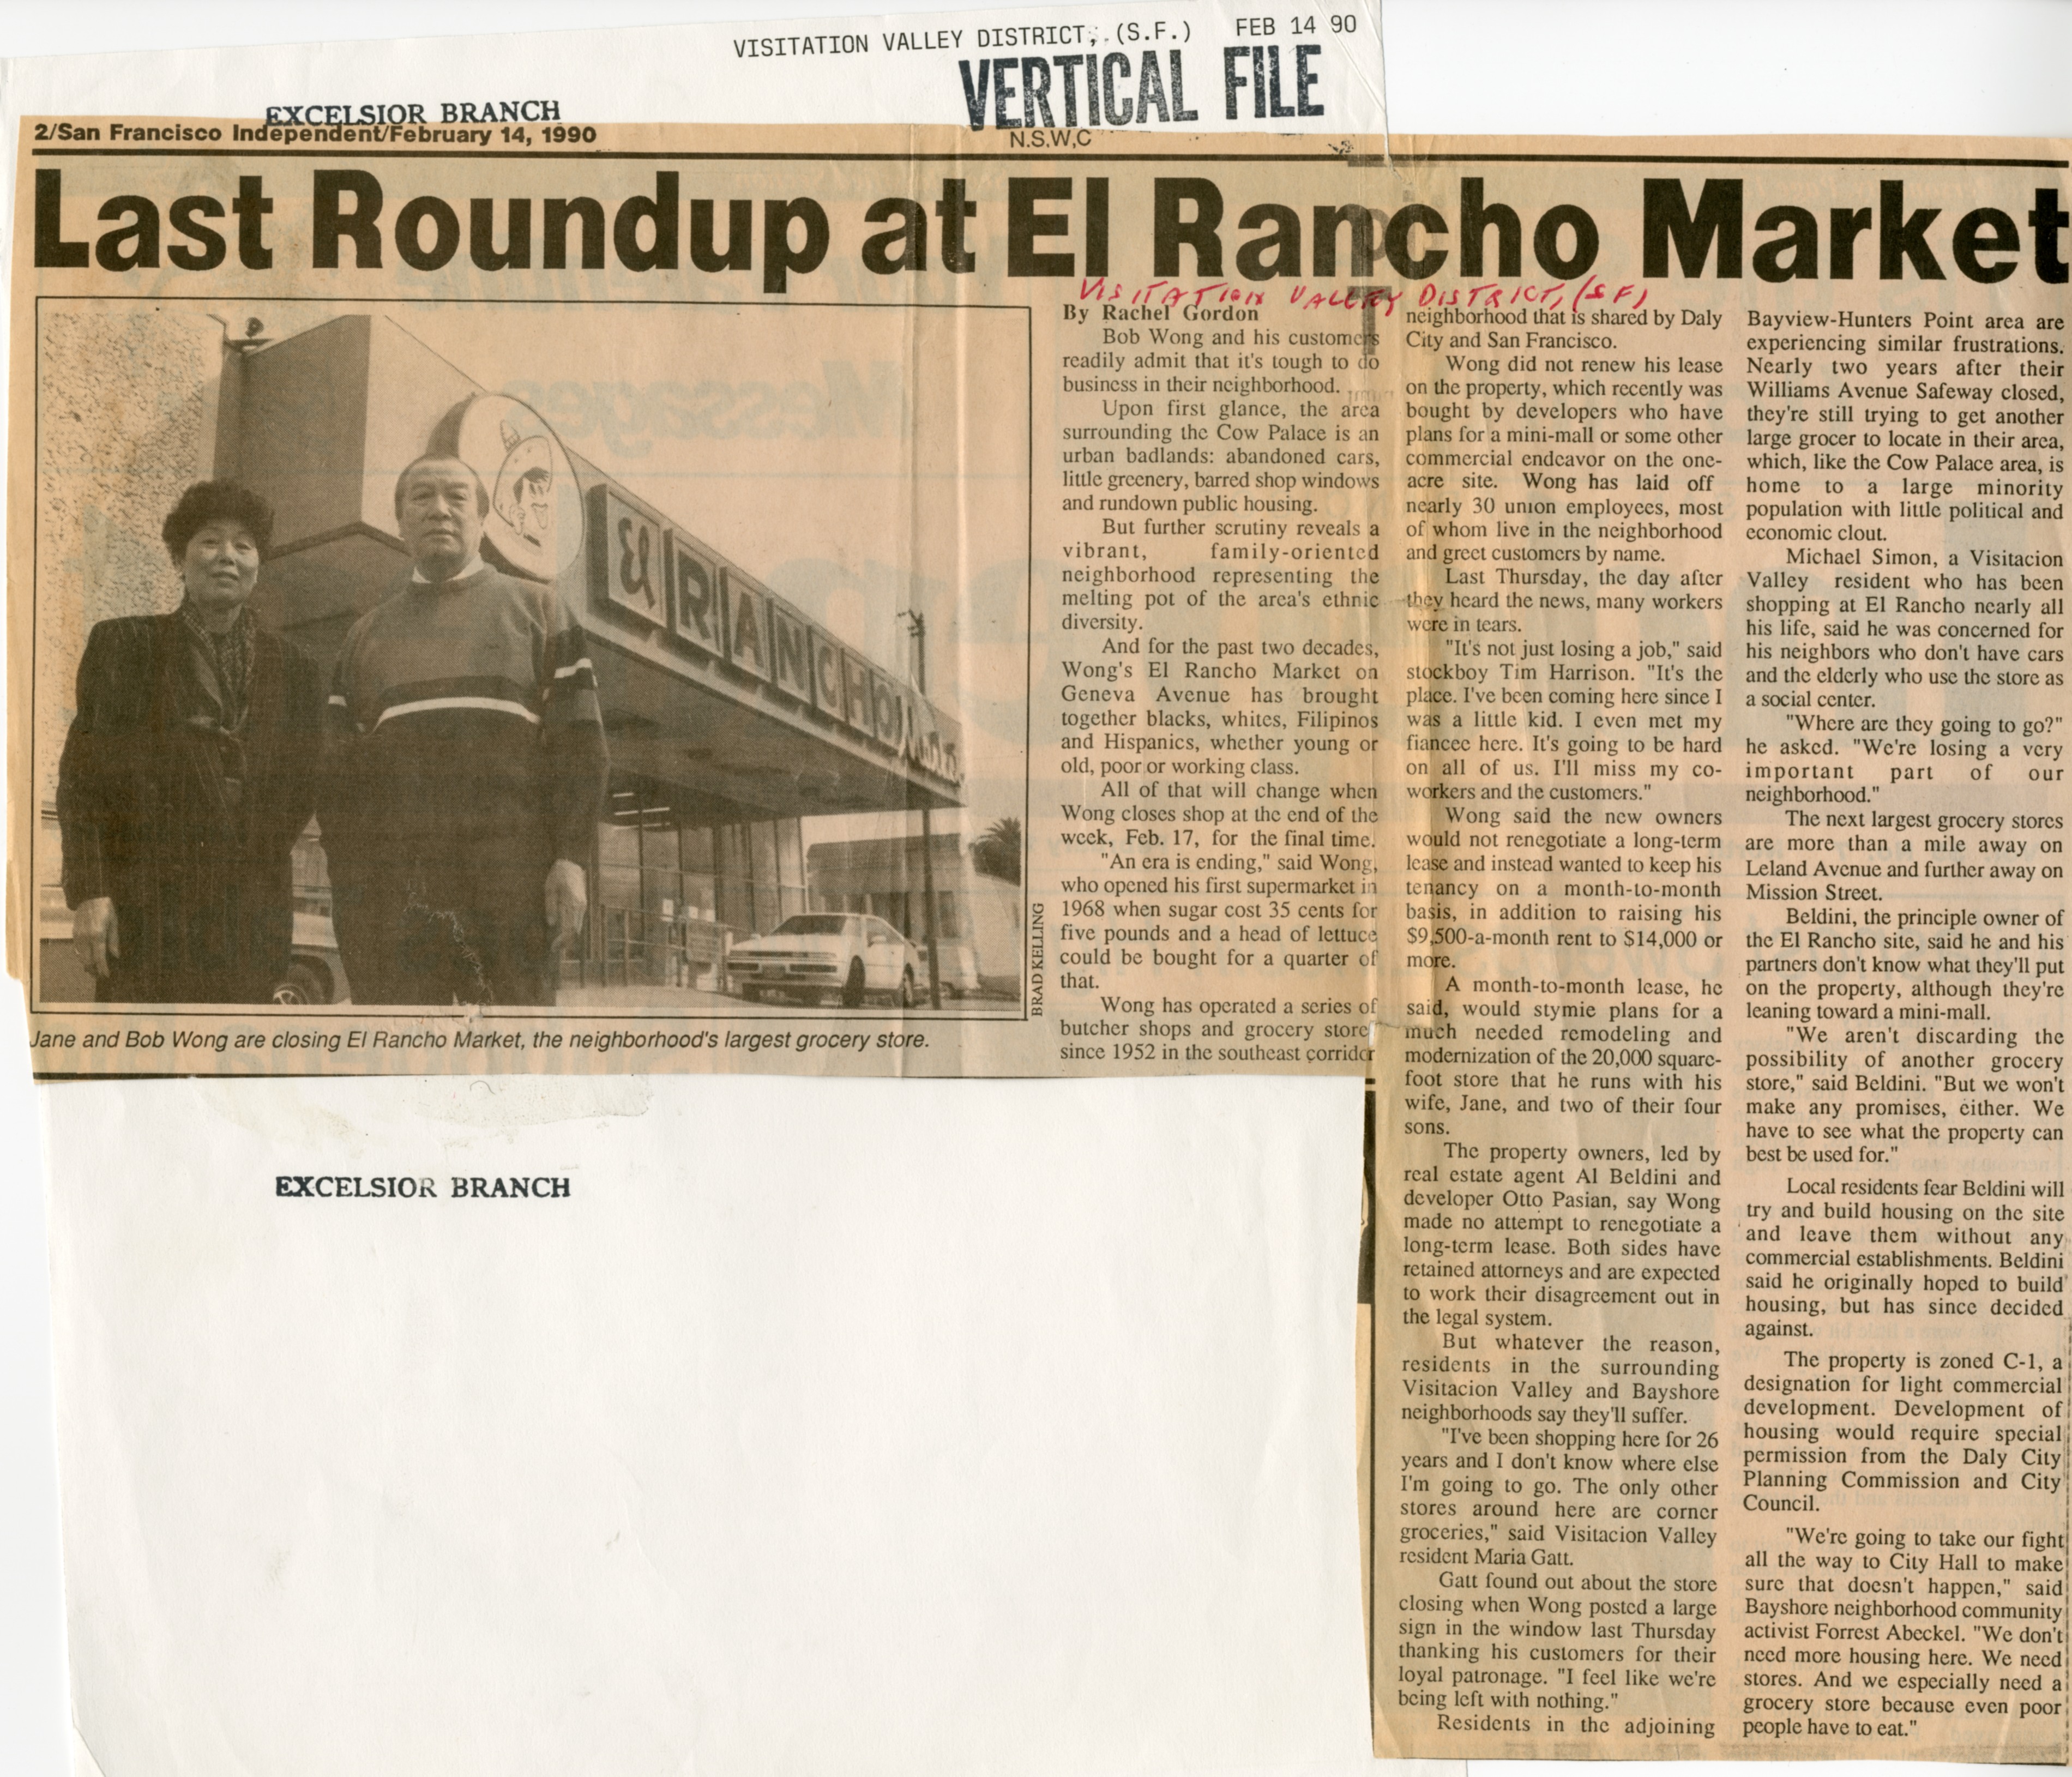 VISITATION VALLEY DISTRICT, (S.F.) FEB 14 90
VERTICAL FILE
EXCELSIOR BRANCH
2/San Francisco Independent/February 14, 1990
N.S.W,C
Last Roundup at El Rancho Market
VISITATION VALLEY DISTRICT, (SF)
El RANCHO
BRAD KELLING
Jane and Bob Wong are closing El Rancho Market, the neighborhood's largest grocery store.
EXCELSIOR BRANCH
By Rachel Gordon
Bob Wong and his customers
readily admit that it's tough to do
business in their neighborhood.
Upon first glance, the area
surrounding the Cow Palace is an
urban badlands: abandoned cars,
little greenery, barred shop windows
and rundown public housing.
But further scrutiny reveals a
vibrant, family-oriented
neighborhood representing the
melting pot of the area's ethnic
diversity.
And for the past two decades,
Wong's El Rancho Market on
Geneva Avenue has brought
together blacks, whites, Filipinos
and Hispanics, whether young or
old, poor or working class.
All of that will change when
Wong closes shop at the end of the
week, Feb. 17, for the final time.
"An era is ending," said Wong,
who opened his first supermarket in
1968 when sugar cost 35 cents for
five pounds and a head of lettuce
could be bought for a quarter of
that.
Wong has operated a series of
butcher shops and grocery store
since 1952 in the southeast corridor
neighborhood that is shared by Daly
City and San Francisco.
Wong did not renew his lease
on the property, which recently was
bought by developers who have
plans for a mini-mall or some other
commercial endeavor on the one-
acre site. Wong has laid off
nearly 30 union employees, most
of whom live in the neighborhood
and greet customers by name.
Last Thursday, the day after
they heard the news, many workers
were in tears.
"It's not just losing a job," said
stockboy Tim Harrison. "It's the
place. I've been coming here since I
was a little kid. I even met my
fiancee here. It's going to be hard
on all of us. I'll miss my co-
workers and the customers."
Wong said the new owners
would not renegotiate a long-term
lease and instead wanted to keep his
tenancy on a month-to-month
basis, in addition to raising his
$9,500-a-month rent to $14,000 or
more.
A month-to-month lease, he
said, would stymie plans for a
much needed remodeling and
modernization of the 20,000 square-
foot store that he runs with his
wife, Jane, and two of their four
sons.
The property owners, led by
real estate agent Al Beldini and
developer Otto Pasian, say Wong
made no attempt to renegotiate a
long-term lease. Both sides have
retained attorneys and are expected
to work their disagreement out in
the legal system.
But whatever the reason,
residents in the surrounding
Visitacion Valley and Bayshore
neighborhoods say they'll suffer.
"I've been shopping here for 26
years and I don't know where else
I'm going to go. The only other
stores around here are corner
groceries," said Visitacion Valley
resident Maria Gatt.
Gatt found out about the store
closing when Wong posted a large
sign in the window last Thursday
thanking his customers for their
loyal patronage. "I feel like we're
being left with nothing."
Residents in the adjoining
Bayview-Hunters Point area are
experiencing similar frustrations.
Nearly two years after their
Williams Avenue Safeway closed,
they're still trying to get another
large grocer to locate in their area,
which, like the Cow Palace area, is
home to a large minority
population with little political and
economic clout.
Michael Simon, a Visitacion
Valley resident who has been
shopping at El Rancho nearly all
his life, said he was concerned for
his neighbors who don't have cars
and the elderly who use the store as
a social center.
"Where are they going to go?"
he asked. "We're losing a very
important part of our
neighborhood."
The next largest grocery stores
are more than a mile away on
Leland Avenue and further away on
Mission Street.
Beldini, the principle owner of
the El Rancho site, said he and his
partners don't know what they'll put
on the property, although they're
leaning toward a mini-mall.
"We aren't discarding the
possibility of another grocery
store," said Beldini. "But we won't
make any promises, either. We
have to see what the property can
best be used for."
Local residents fear Beldini will
try and build housing on the site
and leave them without any
commercial establishments. Beldini
said he originally hoped to build
housing, but has since decided
against.
The property is zoned C-1, a
designation for light commercial
development. Development of
housing would require special
permission from the Daly City
Planning Commission and City
Council.
"We're going to take our fight
all the way to City Hall to make
sure that doesn't happen," said
Bayshore neighborhood community
activist Forrest Abeckel. "We don't
need more housing here. We need
stores. And we especially need a
grocery store because even poor
people have to eat."